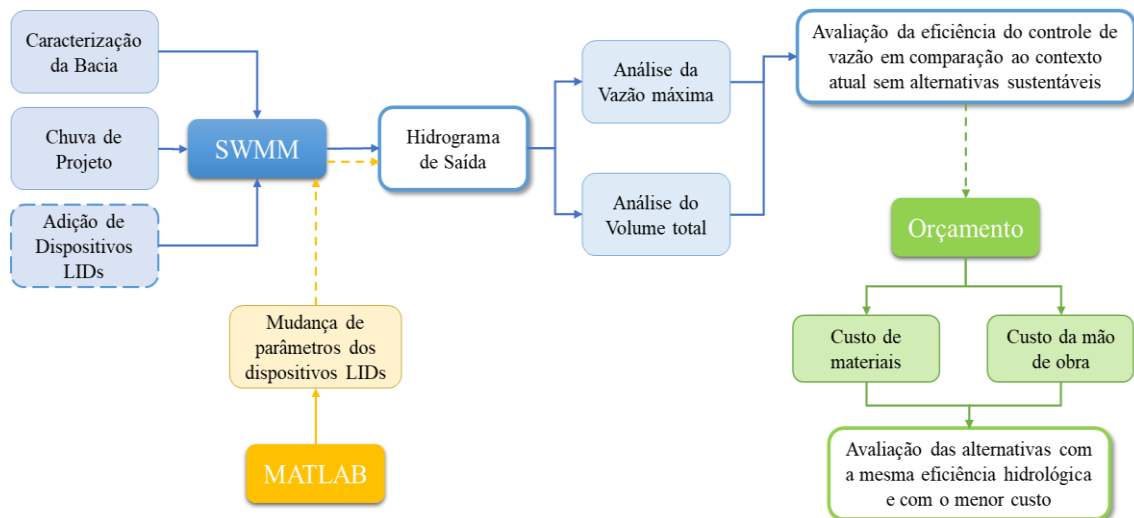 Caracterização
da Bacia
Chuva de
Projeto
Adição de
Dispositivos
LIDs
SWMM
Mudança de
parâmetros dos
dispositivos LIDs
MATLAB
Hidrograma
de Saída
Análise da
Vazão máxima
Análise do
Volume total
Avaliação da eficiência do controle de
vazão em comparação ao contexto
atual sem alternativas sustentáveis
Orçamento
Custo de
materiais
Custo da mão
de obra
Avaliação das alternativas com
a mesma eficiência hidrológica
e com o menor custo